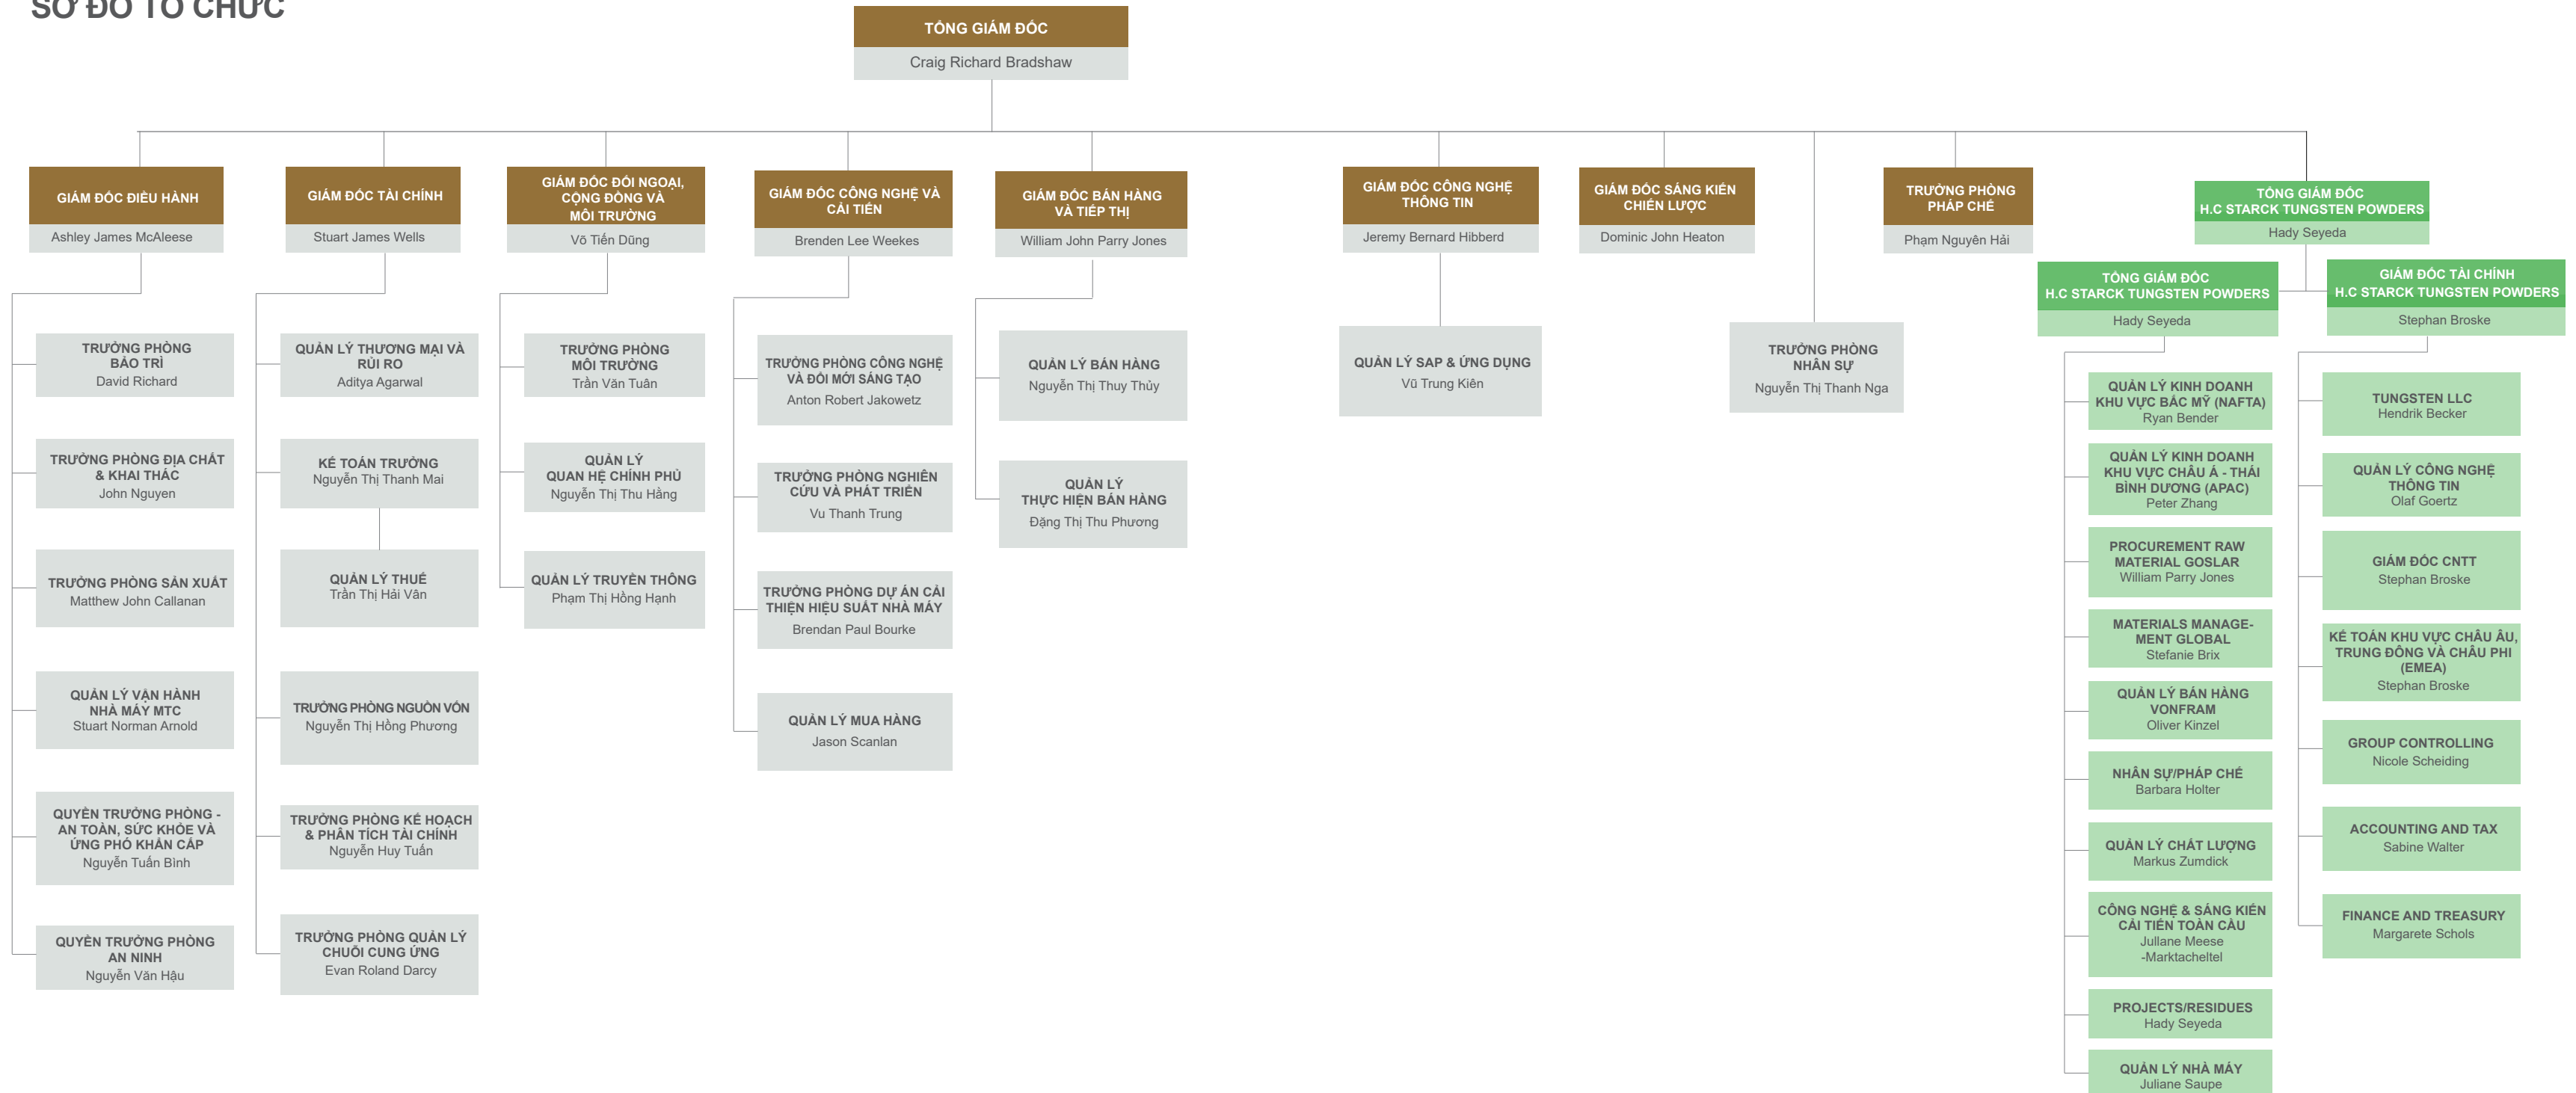 SƠ ĐỒ TỔ CHỨC
TỔNG GIÁM ĐỐC
Craig Richard Bradshaw
GIÁM ĐỐC ĐIỀU HÀNH
Ashley James McAleese
TRƯỞNG PHÒNG
BẢO TRÌ
David Richard
TRƯỞNG PHÒNG ĐỊA CHẤT
& KHAI THÁC
John Nguyen
TRƯỞNG PHÒNG SẢN XUẤT
Matthew John Callanan
QUẢN LÝ VẬN HÀNH
NHÀ MÁY MTC
Stuart Norman Arnold
QUYỀN TRƯỞNG PHÒNG -
AN TOÀN, SỨC KHỎE VÀ
ỨNG PHÓ KHẨN CẤP
Nguyễn Tuấn Bình
QUYỀN TRƯỞNG PHÒNG
AN NINH
Nguyễn Văn Hậu
GIÁM ĐỐC TÀI CHÍNH
Stuart James Wells
QUẢN LÝ THƯƠNG MẠI VÀ
RỦI RO
Aditya Agarwal
KẾ TOÁN TRƯỞNG
Nguyễn Thị Thanh Mai
QUẢN LÝ THUẾ
Trần Thị Hải Vân
TRƯỞNG PHÒNG NGUỒN VỐN
Nguyễn Thị Hồng Phương
TRƯỞNG PHÒNG KẾ HOẠCH
& PHÂN TÍCH TÀI CHÍNH
Nguyễn Huy Tuấn
TRƯỞNG PHÒNG QUẢN LÝ
CHUỖI CUNG ỨNG
Evan Roland Darcy
GIÁM ĐỐC ĐỐI NGOẠI,
CỘNG ĐỒNG VÀ
MÔI TRƯỜNG
Võ Tiến Dũng
TRƯỞNG PHÒNG
MÔI TRƯỜNG
Trần Văn Tuân
QUẢN LÝ
QUAN HỆ CHÍNH PHỦ
Nguyễn Thị Thu Hằng
QUẢN LÝ TRUYỀN THÔNG
Phạm Thị Hồng Hạnh
GIÁM ĐỐC CÔNG NGHỆ VÀ
CẢI TIẾN
Brenden Lee Weekes
TRƯỞNG PHÒNG CÔNG NGHỆ
VÀ ĐỔI MỚI SÁNG TẠO
Anton Robert Jakowetz
TRƯỞNG PHÒNG NGHIÊN
CỨU VÀ PHÁT TRIỂN
Vu Thanh Trung
TRƯỞNG PHÒNG DỰ ÁN CẢI
THIỆN HIỆU SUẤT NHÀ MÁY
Brendan Paul Bourke
QUẢN LÝ MUA HÀNG
Jason Scanlan
GIÁM ĐỐC BÁN HÀNG
VÀ TIẾP THỊ
William John Parry Jones
QUẢN LÝ BÁN HÀNG
Nguyễn Thị Thuy Thủy
QUẢN LÝ
THỰC HIỆN BÁN HÀNG
Đặng Thị Thu Phương
GIÁM ĐỐC CÔNG NGHỆ
THÔNG TIN
Jeremy Bernard Hibberd
QUẢN LÝ SAP & ỨNG DỤNG
Vũ Trung Kiên
GIÁM ĐỐC SÁNG KIẾN
CHIẾN LƯỢC
Dominic John Heaton
TRƯỞNG PHÒNG
NHÂN SỰ
Nguyễn Thị Thanh Nga
TRƯỞNG PHÒNG
PHÁP CHẾ
Phạm Nguyên Hải
TỔNG GIÁM ĐỐC
H.C STARCK TUNGSTEN POWDERS
Hady Seyeda
TỔNG GIÁM ĐỐC
H.C STARCK TUNGSTEN POWDERS
Hady Seyeda
QUẢN LÝ KINH DOANH
KHU VỰC BẮC MỸ (NAFTA)
Ryan Bender
QUẢN LÝ KINH DOANH
KHU VỰC CHÂU Á - THÁI
BÌNH DƯƠNG (APAC)
Peter Zhang
PROCUREMENT RAW
MATERIAL GOSLAR
William Parry Jones
MATERIALS MANAGE-
MENT GLOBAL
Stefanie Brix
QUẢN LÝ BÁN HÀNG
VONFRAM
Oliver Kinzel
NHÂN SỰ/PHÁP CHẾ
Barbara Holter
QUẢN LÝ CHẤT LƯỢNG
Markus Zumdick
CÔNG NGHỆ & SÁNG KIẾN
CẢI TIẾN TOÀN CẦU
Jullane Meese
-Marktacheltel
PROJECTS/RESIDUES
Hady Seyeda
QUẢN LÝ NHÀ MÁY
Juliane Saupe
GIÁM ĐỐC TÀI CHÍNH
H.C STARCK TUNGSTEN POWDERS
Stephan Broske
TUNGSTEN LLC
Hendrik Becker
QUẢN LÝ CÔNG NGHỆ
THÔNG TIN
Olaf Goertz
GIÁM ĐỐC CNTT
Stephan Broske
KẾ TOÁN KHU VỰC CHÂU ÂU,
TRUNG ĐÔNG VÀ CHÂU PHI
(EMEA)
Stephan Broske
GROUP CONTROLLING
Nicole Scheiding
ACCOUNTING AND TAX
Sabine Walter
FINANCE AND TREASURY
Margarete Schols